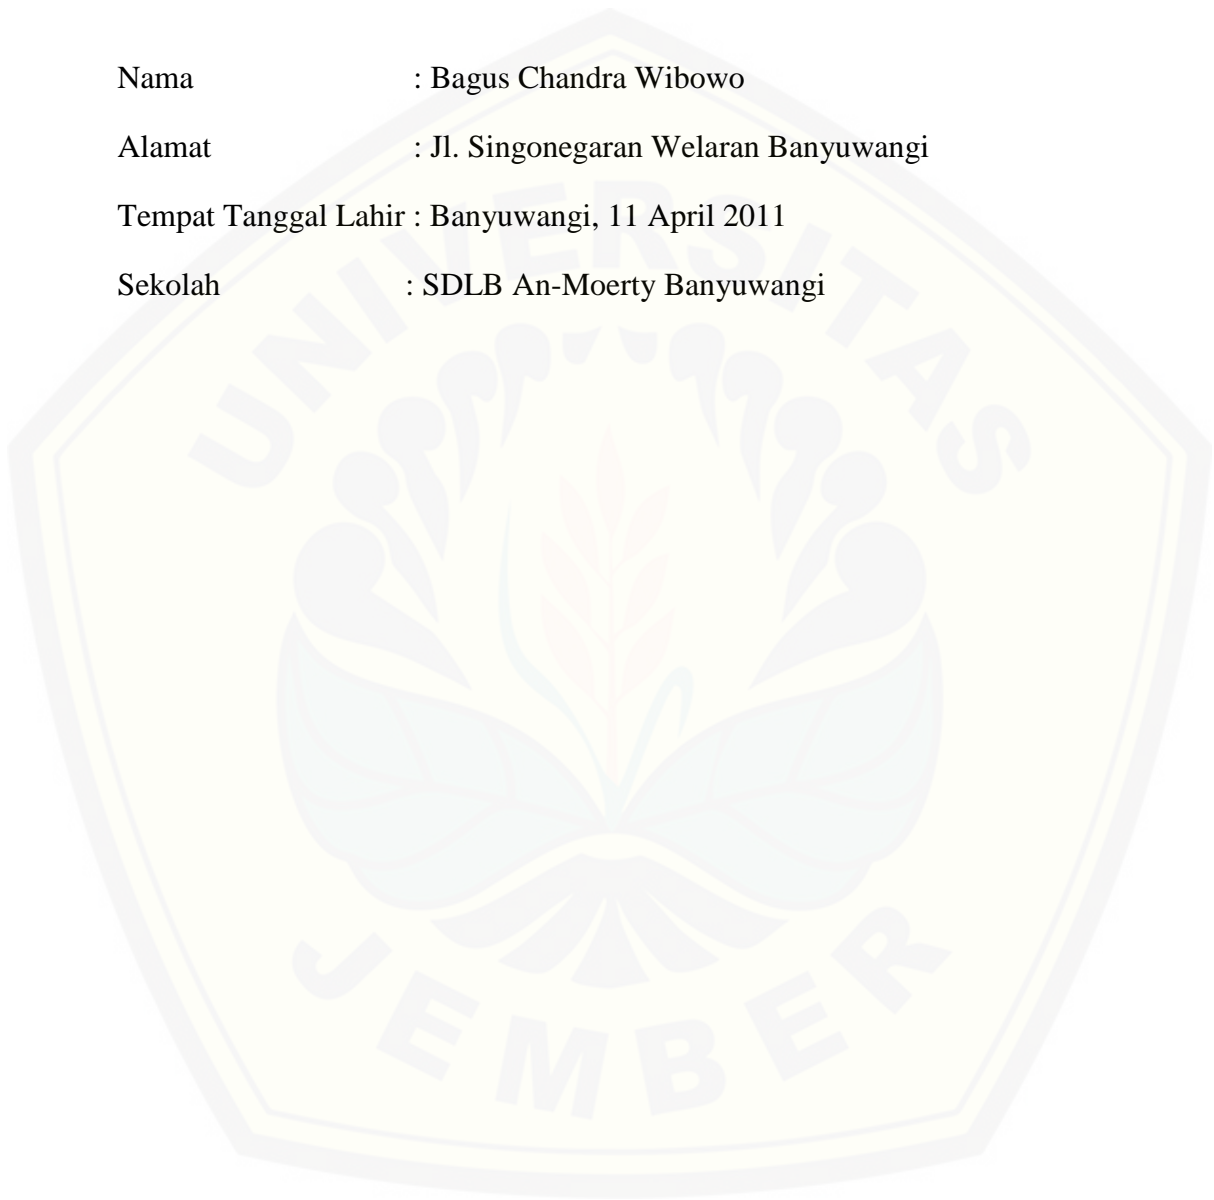 Nama : Bagus Chandra Wibowo
Alamat : Jl. Singonegaran Welaran Banyuwangi
Tempat Tanggal Lahir : Banyuwangi, 11 April 2011
Sekolah : SDLB An-Moerty Banyuwangi
UNIVERSITAS
JEMBER